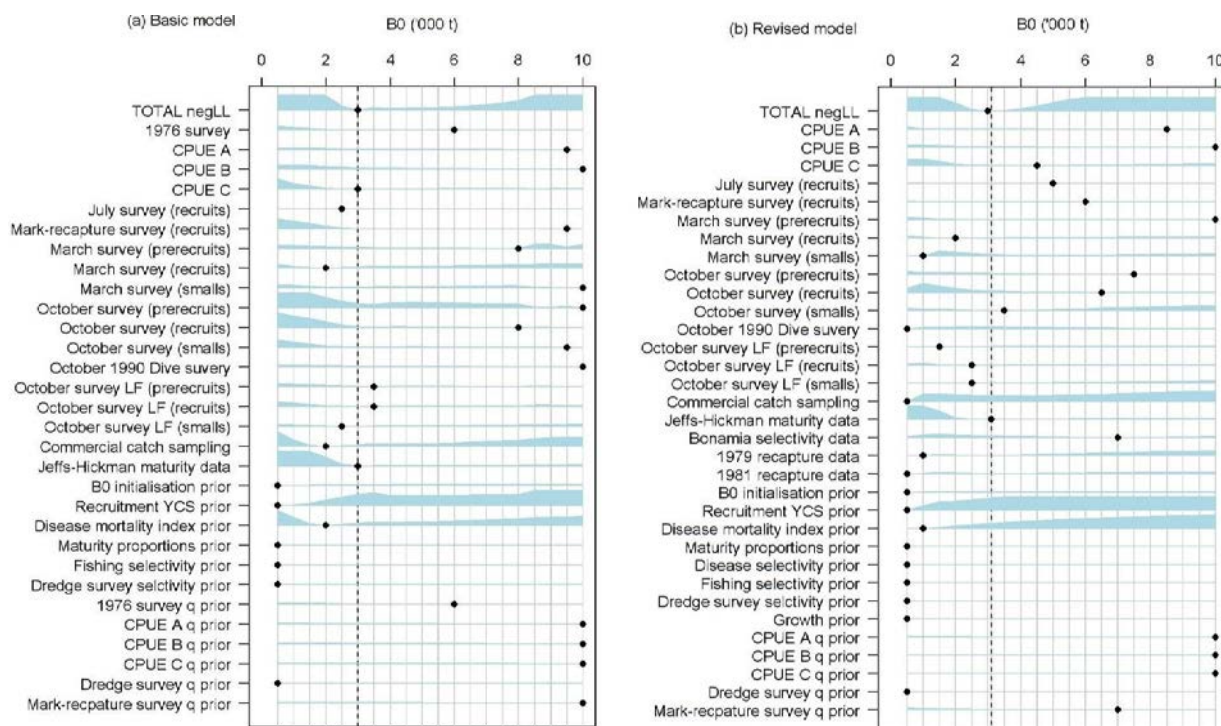 (a) Basic model
B0 ('000 t)
0 2 4 6 8 10
TOTAL negLL
1976 survey
CPUE A
CPUE B
CPUE C
July survey (recruits)
Mark-recapture survey (recruits)
March survey (prerecruits)
March survey (recruits)
March survey (smalls)
October survey (prerecruits)
October survey (recruits)
October survey (smalls)
October 1990 Dive suvery
October survey LF (prerecruits)
October survey LF (recruits)
October survey LF (smalls)
Commercial catch sampling
Jeffs-Hickman maturity data
B0 initialisation prior
Recruitment YCS prior
Disease mortality index prior
Maturity proportions prior
Fishing selectivity prior
Dredge survey selctivity prior
1976 survey q prior
CPUE A q prior
CPUE B q prior
CPUE C q prior
Dredge survey q prior
Mark-recpature survey q prior
(b) Revised model
B0 ('000 t)
0 2 4 6 8 10
TOTAL negLL
CPUE A
CPUE B
CPUE C
July survey (recruits)
Mark-recapture survey (recruits)
March survey (prerecruits)
March survey (recruits)
March survey (smalls)
October survey (prerecruits)
October survey (recruits)
October survey (smalls)
October 1990 Dive suvery
October survey LF (prerecruits)
October survey LF (recruits)
October survey LF (smalls)
Commercial catch sampling
Jeffs-Hickman maturity data
Bonamia selectivity data
1979 recapture data
1981 recapture data
B0 initialisation prior
Recruitment YCS prior
Disease mortality index prior
Maturity proportions prior
Disease selectivity prior
Fishing selectivity prior
Dredge survey selctivity prior
Growth prior
CPUE A q prior
CPUE B q prior
CPUE C q prior
Dredge survey q prior
Mark-recpature survey q prior